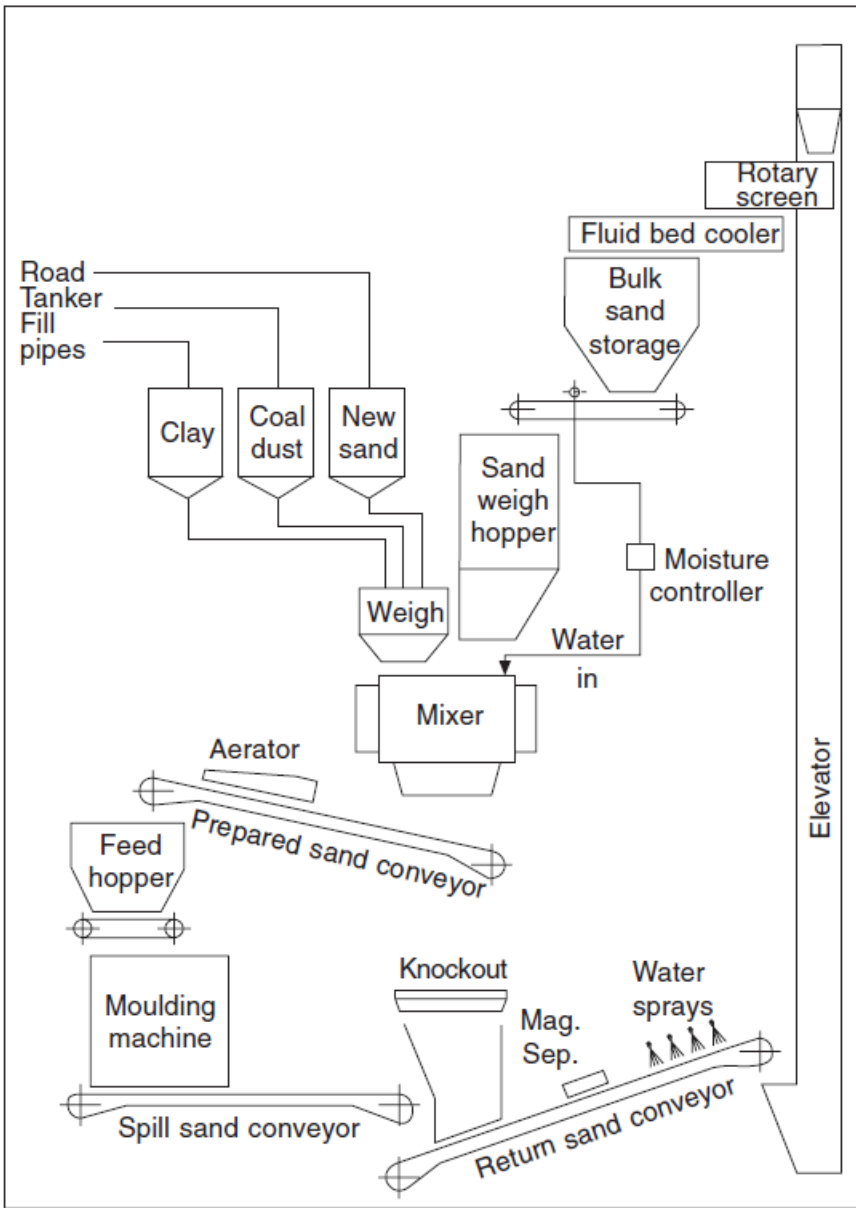 Rotary
screen
Fluid bed cooler
Road
Tanker
Fill
pipes
Bulk
sand
storage
Clay
Coal
dust
New
sand
Sand
weigh
hopper
Moisture
controller
Weigh
Water
in
Mixer
Elevator
Aerator
Prepared sand conveyor
Feed
hopper
Knockout
Water
sprays
Moulding
machine
Mag.
Sep.
Spill sand conveyor
Return sand conveyor